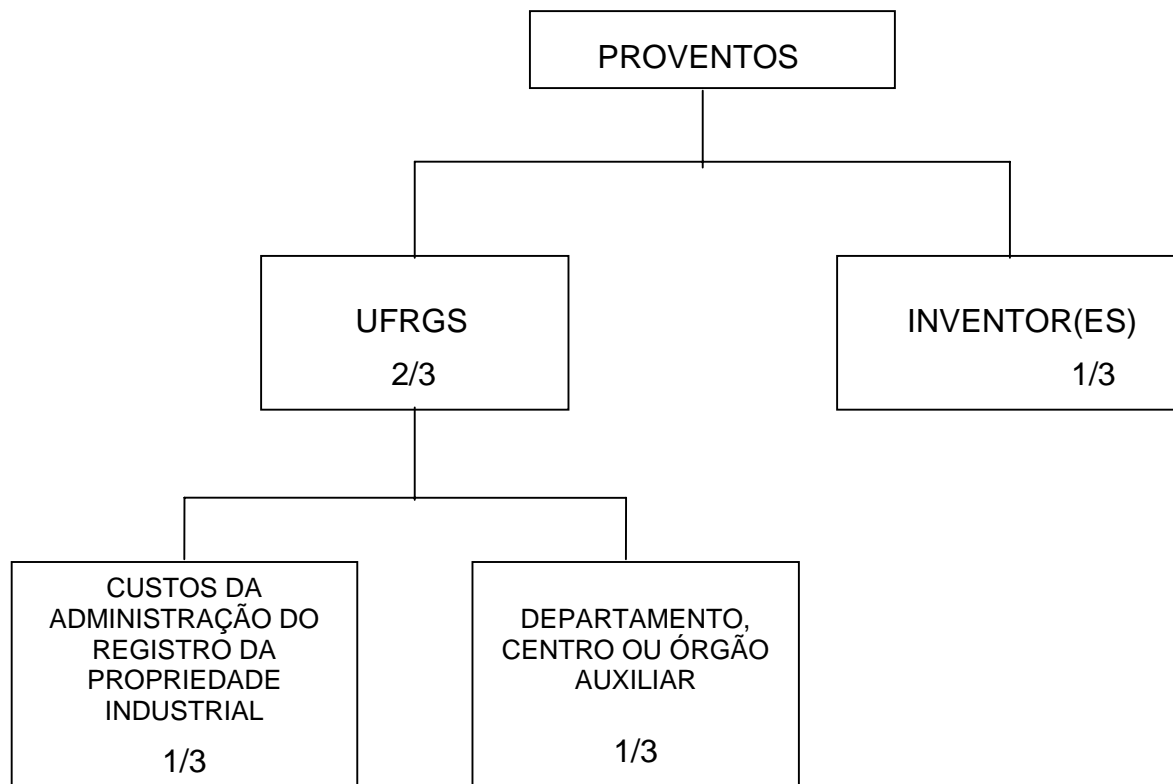 PROVENTOS
UFRGS
2/3
INVENTOR(ES)
1/3
CUSTOS DA
ADMINISTRAÇÃO DO
REGISTRO DA
PROPRIEDADE
INDUSTRIAL
1/3
DEPARTAMENTO,
CENTRO OU ÓRGÃO
AUXILIAR
1/3